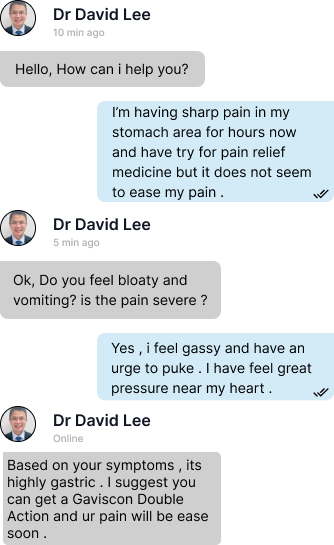 Dr David Lee
10 min ago
Hello, How can i help you?
I'm having sharp pain in my
stomach area for hours now
and have try for pain relief
medicine but it does not seem
to ease my pain .
Dr David Lee
5 min ago
Ok, Do you feel bloaty and
vomiting? is the pain severe ?
Yes , i feel gassy and have an
urge to puke . I have feel great
pressure near my heart .
Dr David Lee
Online
Based on your symptoms , its
highly gastric . I suggest you
can get a Gaviscon Double
Action and ur pain will be ease
soon .